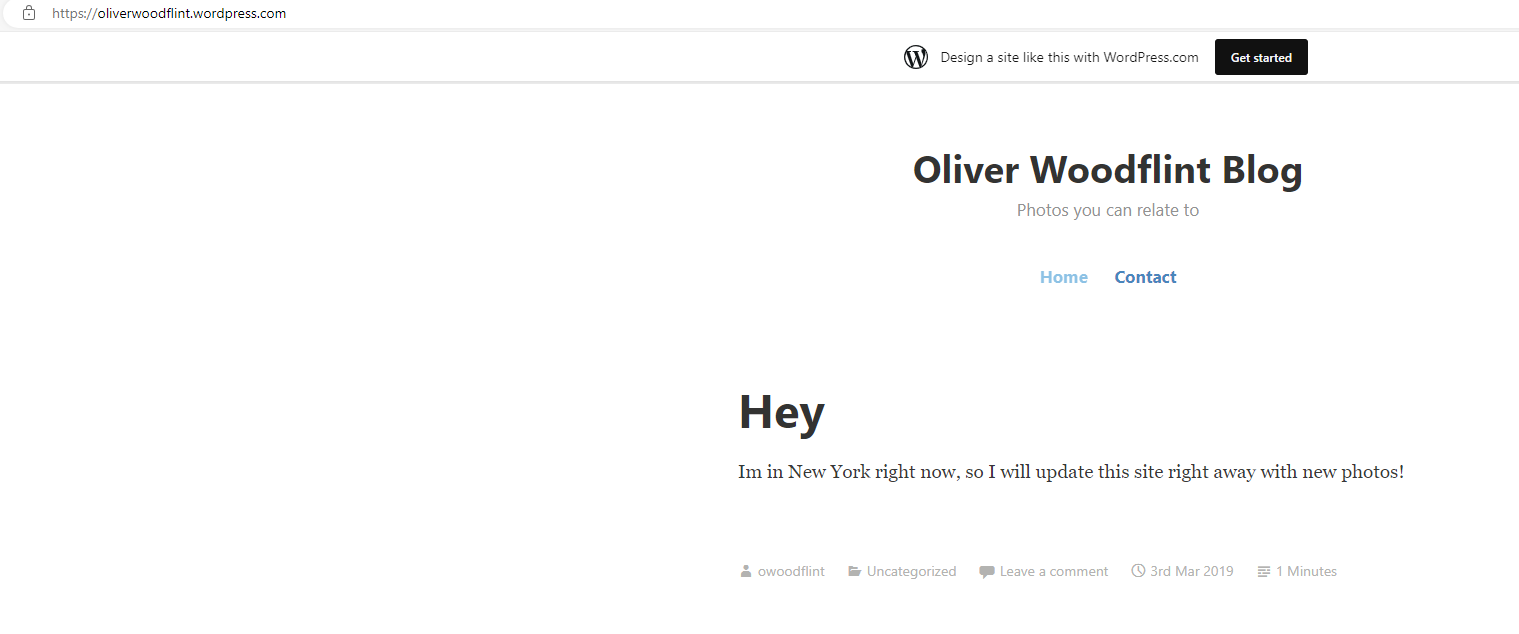 https://oliverwoodflint.wordpress.com
Design a site like this with WordPress.com Get started
Oliver Woodflint Blog
Photos you can relate to
Home Contact
Hey
Im in New York right now, so I will update this site right away with new photos!
owoodflint Uncategorized Leave a comment 3rd Mar 2019 1 Minutes